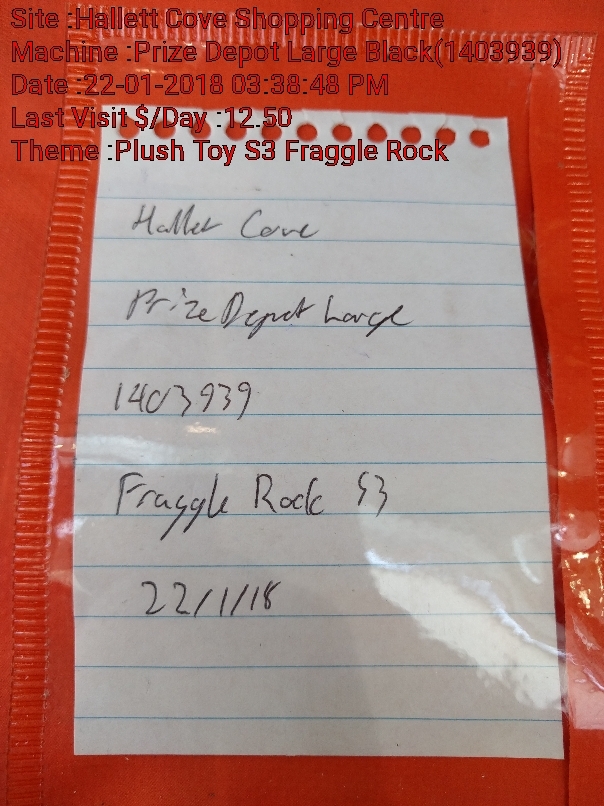 Site :Hallett Cove Shopping Centre
Machine :Prize Depot Large Black(1403939)
Date :22-01-2018 03:38:48 PM
Last Visit $/Day :12.50
Theme :Plush Toy S3 Fraggle Rock
Hallet Cove
Prize Depot Large
1403939
Fraggle Rock S3
22/1/18